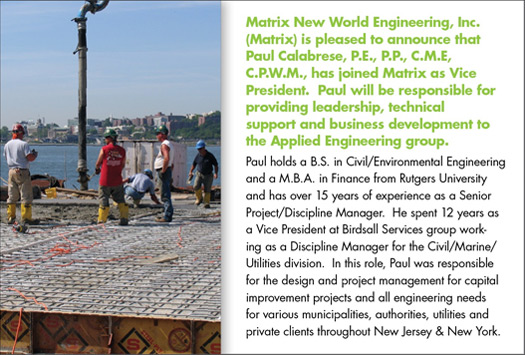 Matrix New World Engineering, Inc.
(Matrix) is pleased to announce that
Paul Calabrese, P.E., P.P., C.M.E,
C.P.W.M., has joined Matrix as Vice
President.  Paul will be responsible for
providing leadership, technical
support and business development to
the Applied Engineering group.
Paul holds a B.S. in Civil/Environmental Engineering
and a M.B.A. in Finance from Rutgers University
and has over 15 years of experience as a Senior
Project/Discipline Manager.  He spent 12 years as
a Vice President at Birdsall Services group work-
ing as a Discipline Manager for the Civil/Marine/
Utilities division.  In this role, Paul was responsible
for the design and project management for capital
improvement projects and all engineering needs
for various municipalities, authorities, utilities and
private clients throughout New Jersey & New York.